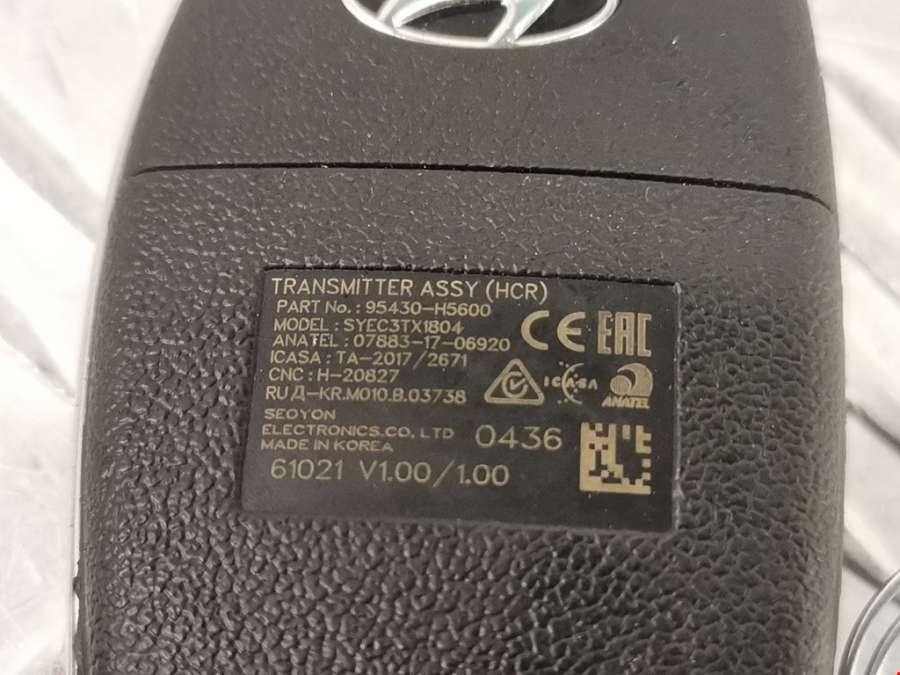 TRANSMITTER ASSY (HCR)
PART No. : 95430-H5600
MODEL : SYEC3TX1804
ANATEL : 07883-17-06920
ICASA : TA-2017/2671
CNC : H-20827
RU Д-KR.М010.В.03738
CE EAC
ICASA
ANATEL
SEOYON
ELECTRONICS.CO. LTD
MADE IN KOREA
0436
61021 V1.00/1.00